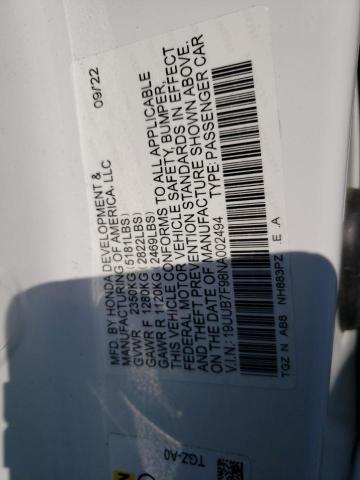 MFD. BY HONDA DEVELOPMENT & 09/22
MANUFACTURING OF AMERICA, LLC
GVWR 2350KG (5181LBS)
GAWR F 1280KG (2822LBS)
GAWR R 1120KG (2469LBS)
THIS VEHICLE CONFORMS TO ALL APPLICABLE
FEDERAL MOTOR VEHICLE SAFETY, BUMPER,
AND THEFT PREVENTION STANDARDS IN EFFECT
ON THE DATE OF MANUFACTURE SHOWN ABOVE.
V.I.N.: 19UUB7F98NA002494 TYPE: PASSENGER CAR
TGZ N AB8 NH883PZ E A
TGZ-A0